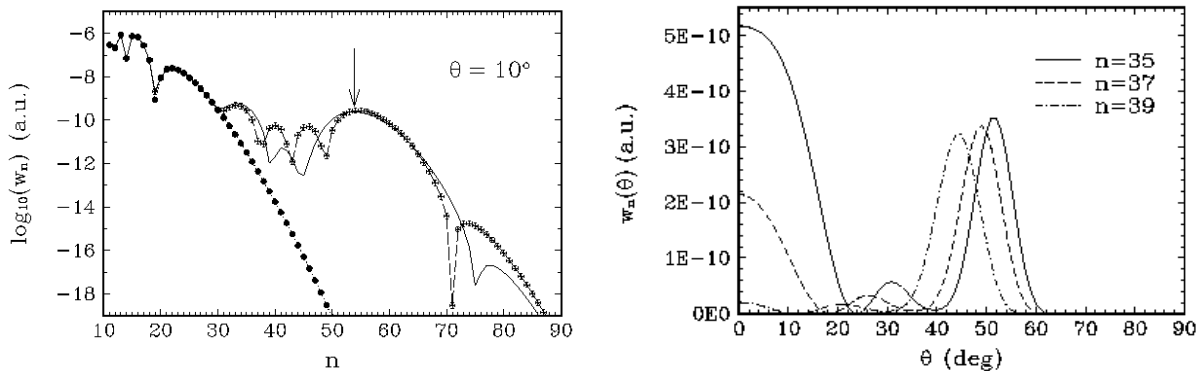 −6
−8
−10
−12
−14
−16
−18
10 20 30 40 50 60 70 80 90
n
log₁₀(wₙ) (a.u.)
θ = 10°
5E-10
4E-10
3E-10
2E-10
1E-10
0E0
0 10 20 30 40 50 60 70 80 90
θ (deg)
wₙ(θ) (a.u.)
n=35
n=37
n=39